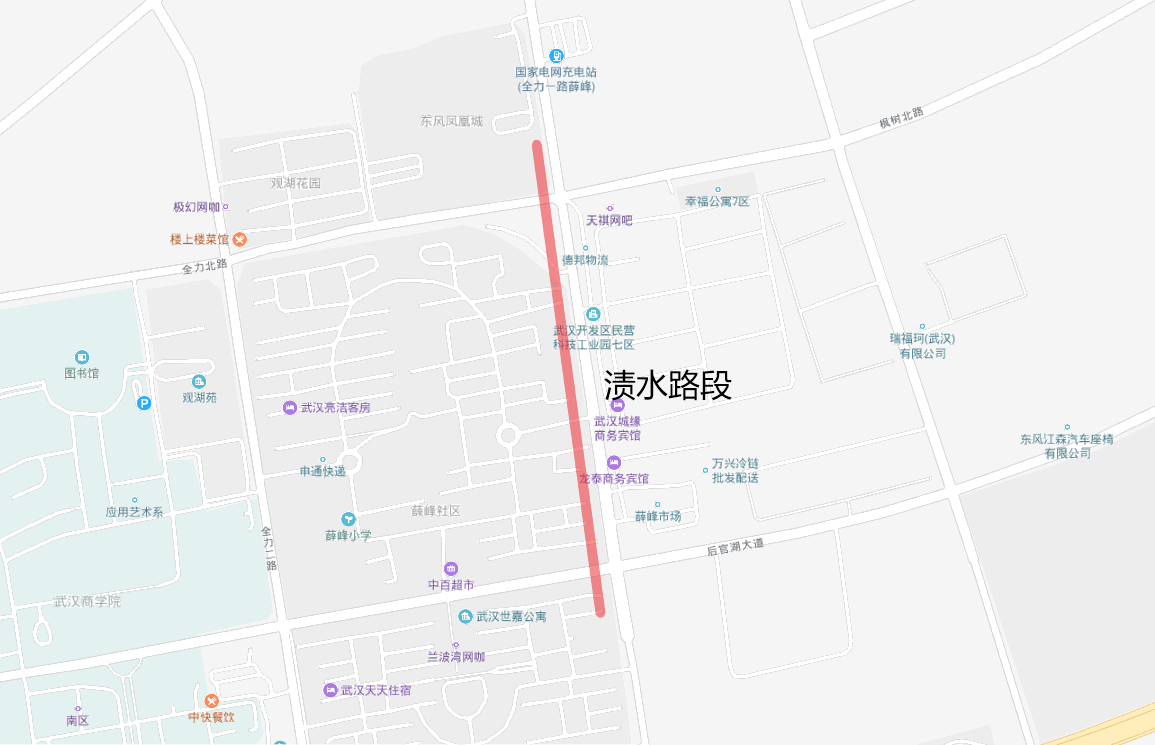 国家电网充电站
(全力一路薛峰)
东风凤凰城
枫树北路
观湖花园
幸福公寓7区
极幻网咖
天祺网吧
楼上楼菜馆
德邦物流
全力北路
武汉开发区民营
科技工业园七区
瑞福珂(武汉)
有限公司
图书馆
渍水路段
观湖苑
P
武汉亮洁客房
武汉城缘
商务宾馆
东风江森汽车座椅
有限公司
申通快递
万兴冷链
批发配送
龙泰商务宾馆
应用艺术系
薛峰社区
薛峰市场
薛峰小学
全力二路
后官湖大道
中百超市
武汉商学院
武汉世嘉公寓
兰波湾网咖
武汉天天住宿
南区
中快餐饮